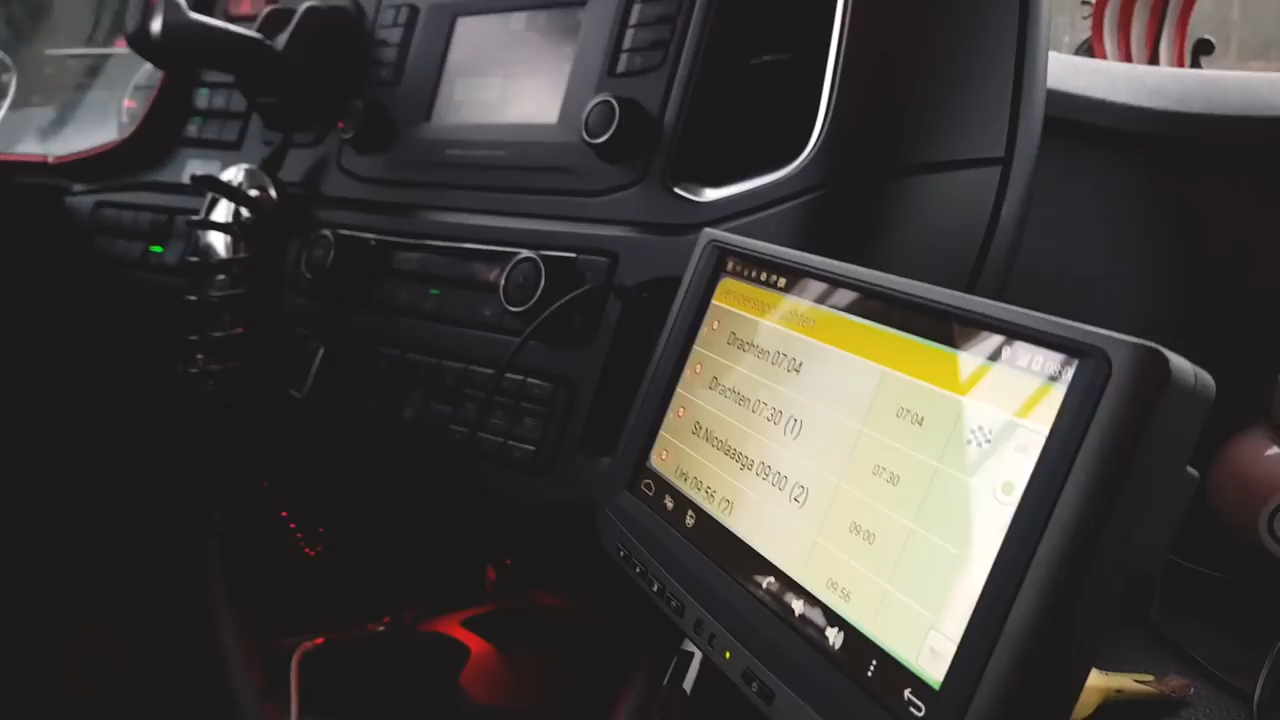 Drachten 07:04
07:04
Drachten 07:30 (1)
07:30
St.Nicolaasga 09:00 (2)
09:00
Urk 09:56 (2)
09:56